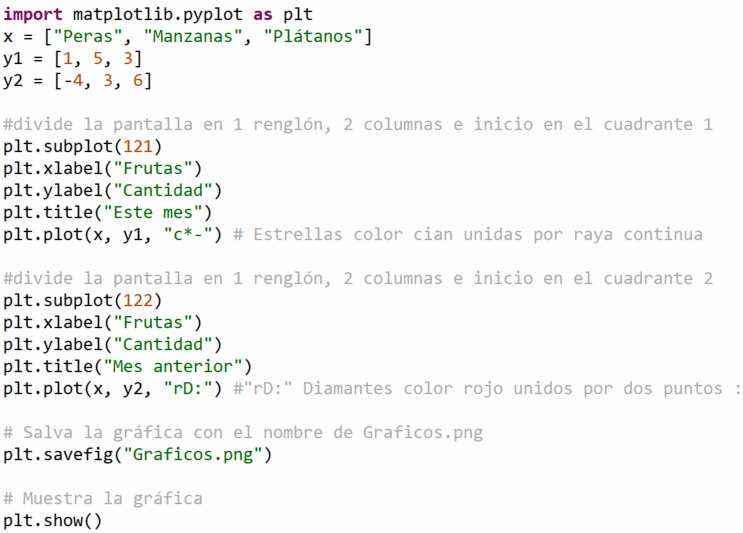 import matplotlib.pyplot as plt
x = ["Peras", "Manzanas", "Plátanos"]
y1 = [1, 5, 3]
y2 = [-4, 3, 6]
#divide la pantalla en 1 renglón, 2 columnas e inicio en el cuadrante 1
plt.subplot(121)
plt.xlabel("Frutas")
plt.ylabel("Cantidad")
plt.title("Este mes")
plt.plot(x, y1, "c*-") # Estrellas color cian unidas por raya continua
#divide la pantalla en 1 renglón, 2 columnas e inicio en el cuadrante 2
plt.subplot(122)
plt.xlabel("Frutas")
plt.ylabel("Cantidad")
plt.title("Mes anterior")
plt.plot(x, y2, "rD:") #"rD:" Diamantes color rojo unidos por dos puntos :
# Salva la gráfica con el nombre de Graficos.png
plt.savefig("Graficos.png")
# Muestra la gráfica
plt.show()